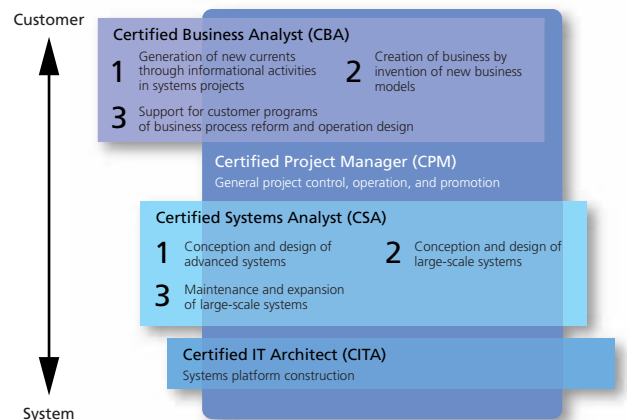 Customer
Certified Business Analyst (CBA)
1 Generation of new currents
through informational activities
in systems projects
2 Creation of business by
invention of new business
models
3 Support for customer programs
of business process reform and operation design
Certified Project Manager (CPM)
General project control, operation, and promotion
Certified Systems Analyst (CSA)
1 Conception and design of
advanced systems
2 Conception and design of
large-scale systems
3 Maintenance and expansion
of large-scale systems
Certified IT Architect (CITA)
Systems platform construction
System